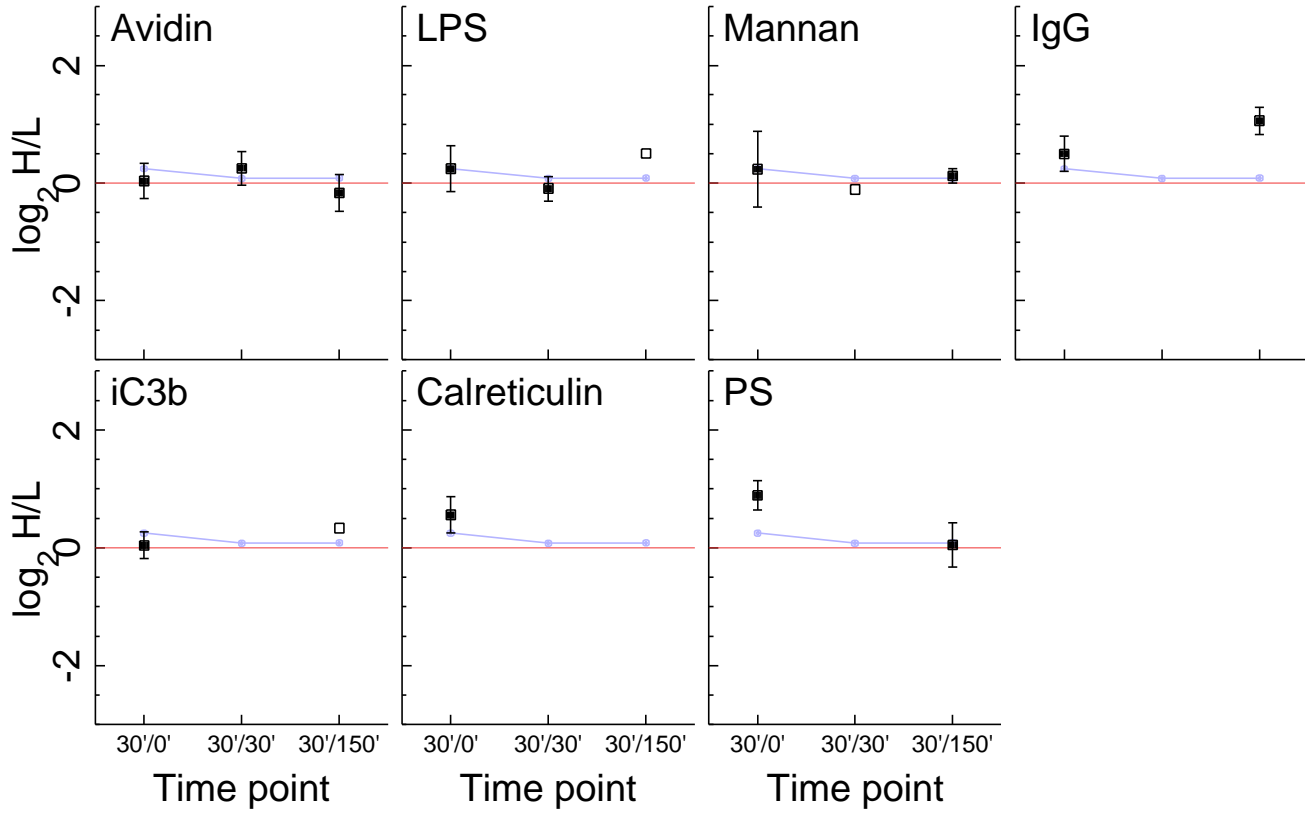 Avidin LPS Mannan IgG
2
0
-2
log2 H/L
iC3b Calreticulin PS
2
0
-2
log2 H/L
30'/0' 30'/30' 30'/150' 30'/0' 30'/30' 30'/150' 30'/0' 30'/30' 30'/150'
Time point Time point Time point